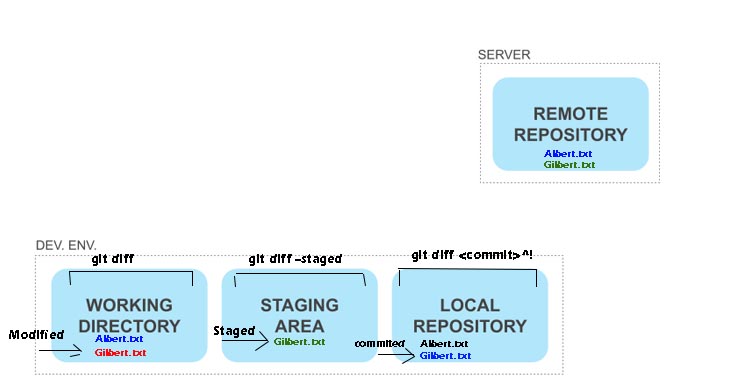 SERVER
REMOTE
REPOSITORY
Albert.txt
Gilbert.txt
DEV. ENV.
git diff
git diff –staged
git diff <commit>^!
WORKING
DIRECTORY
STAGING
AREA
LOCAL
REPOSITORY
Modified
Albert.txt
Gilbert.txt
Staged
Gilbert.txt
commited
Albert.txt
Gilbert.txt